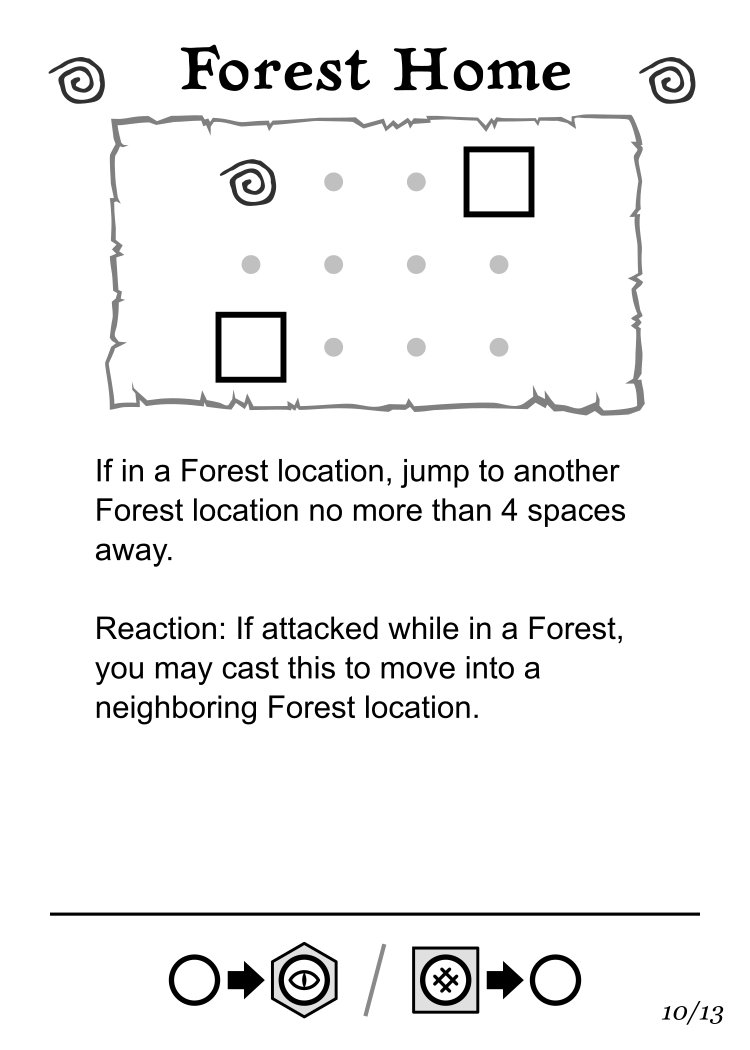 Forest Home
If in a Forest location, jump to another
Forest location no more than 4 spaces
away.
Reaction: If attacked while in a Forest,
you may cast this to move into a
neighboring Forest location.
10/13